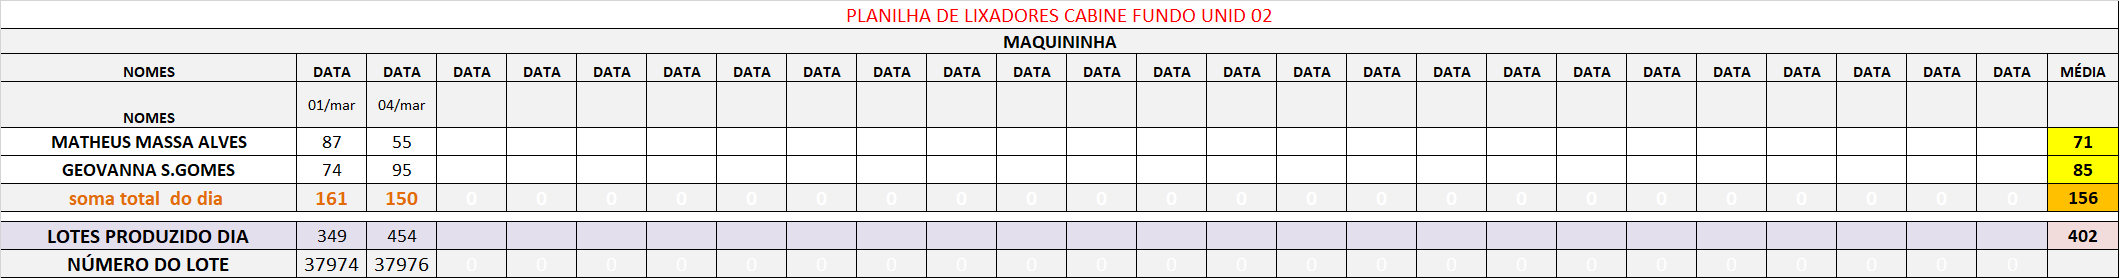 PLANILHA DE LIXADORES CABINE FUNDO UNID 02
MAQUININHA
NOMES DATA DATA DATA DATA DATA DATA DATA DATA DATA DATA DATA DATA DATA DATA DATA DATA DATA DATA DATA DATA DATA DATA DATA DATA DATA MÉDIA
NOMES 01/mar 04/mar
MATHEUS MASSA ALVES 87 55 71
GEOVANNA S.GOMES 74 95 85
soma total do dia 161 150 0 0 0 0 0 0 0 0 0 0 0 0 0 0 0 0 0 0 0 0 0 0 0 156
LOTES PRODUZIDO DIA 349 454 402
NÚMERO DO LOTE 37974 37976 0 0 0 0 0 0 0 0 0 0 0 0 0 0 0 0 0 0 0 0 0 0 0